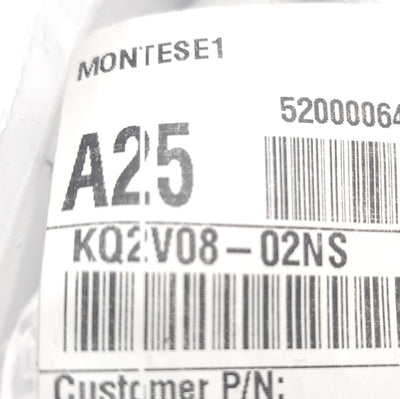 MONTESE1
52000064
A25
KQ2V08-02NS
Customer P/N: